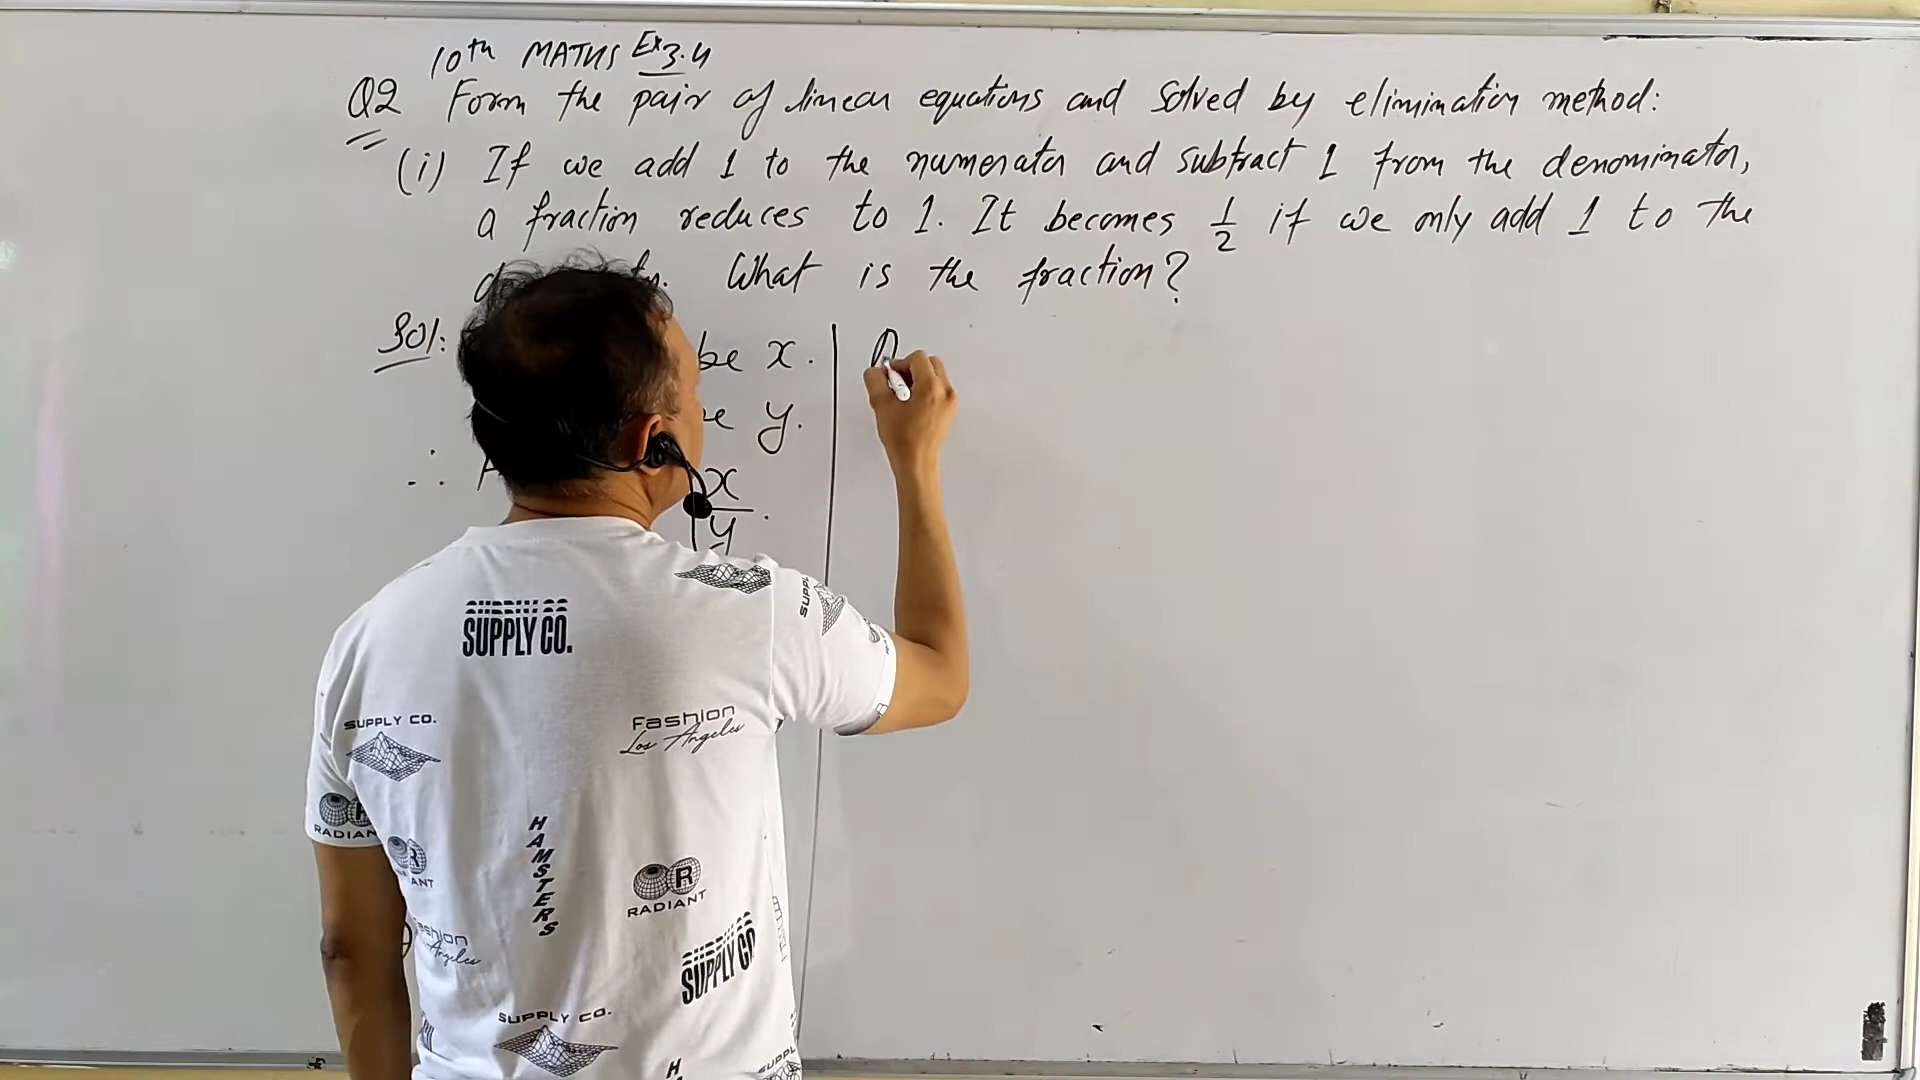 10th MATHS Ex3.4
Q2 Form the pair of linear equations and solved by elimination method:
(i) If we add 1 to the numerator and subtract 1 from the denominator,
a fraction reduces to 1. It becomes 1/2 if we only add 1 to the
What is the fraction?
Sol: be x.
y.
∴ x/y.
SUPPLY CO.
SUPPLY CO.
Fashion
Los Angeles
RADIANT
HAMSTERS
R
RADIANT
SUPPLY CO
SUPPLY CO.